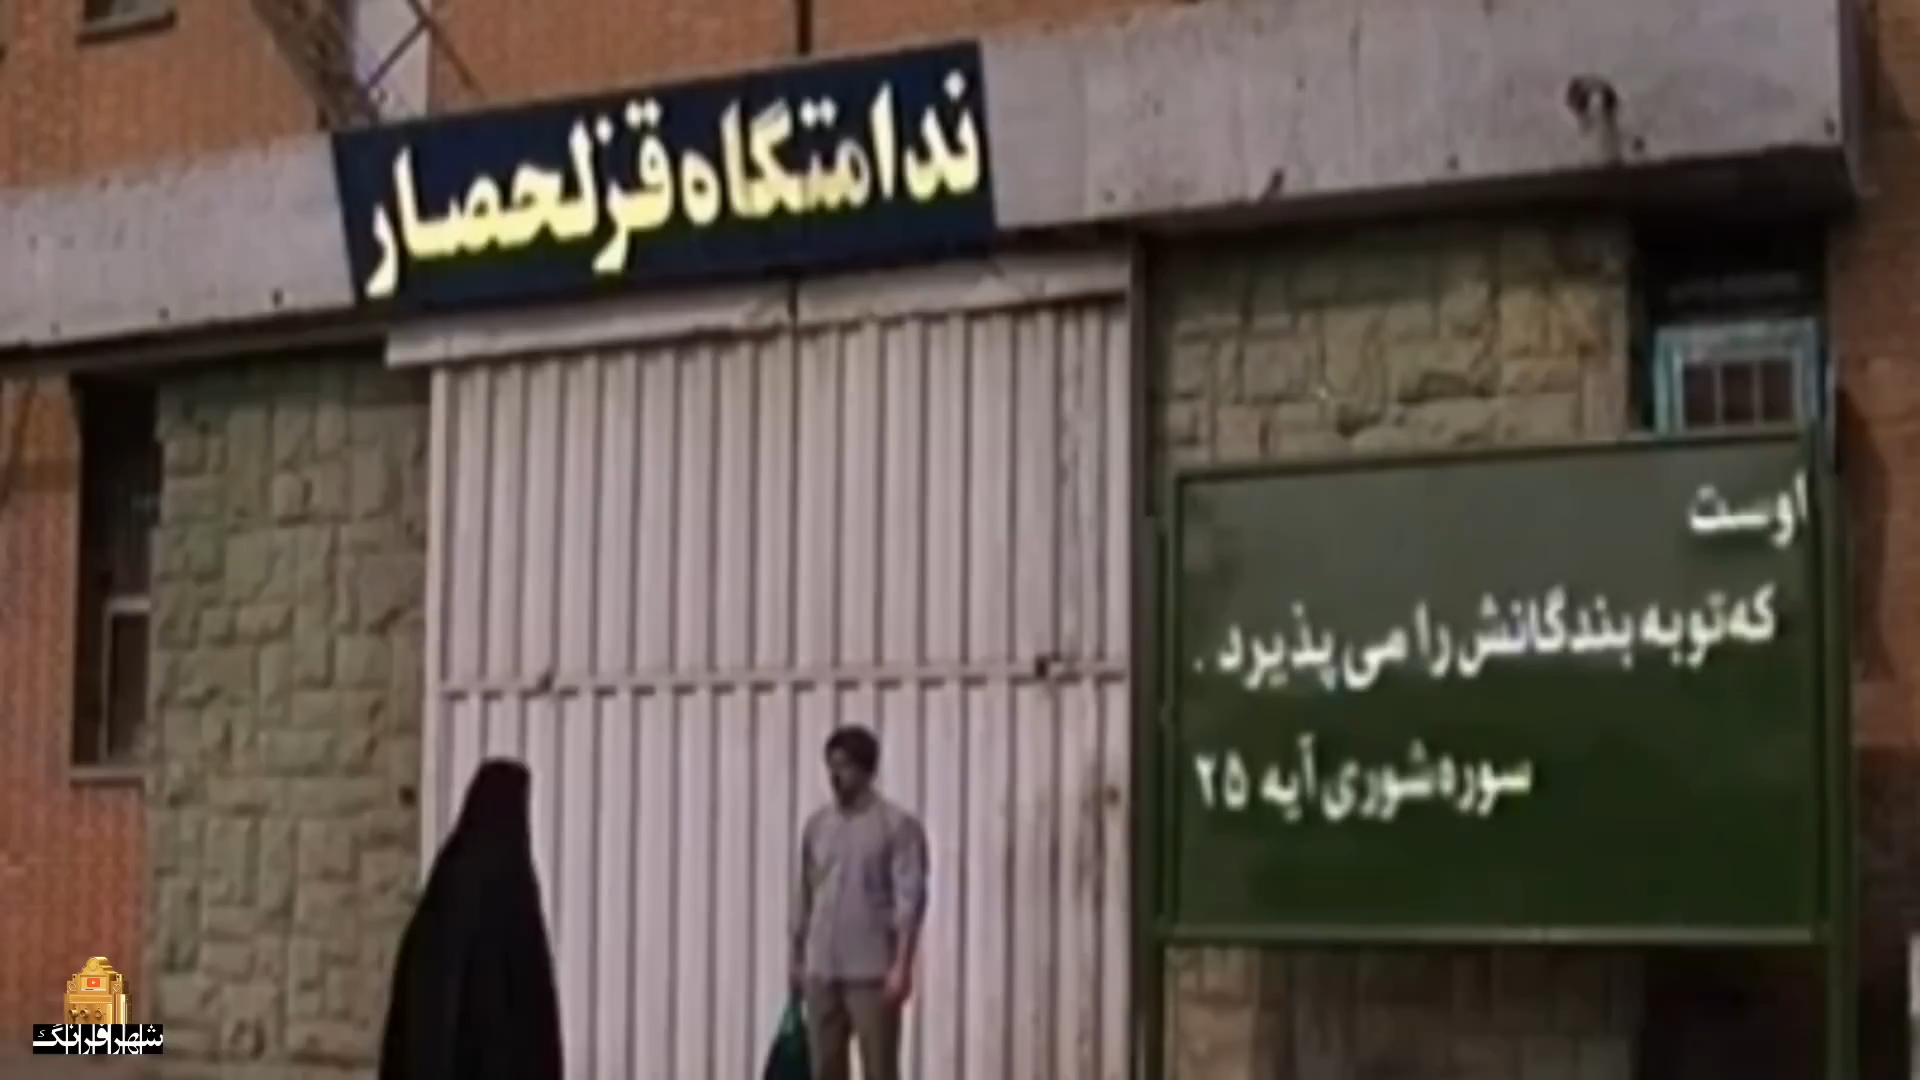 ندامتگاه قزلحصار
اوست
که توبه بندگانش را می پذیرد .
سوره شوری آیه ۲۵
شهر فرنگ